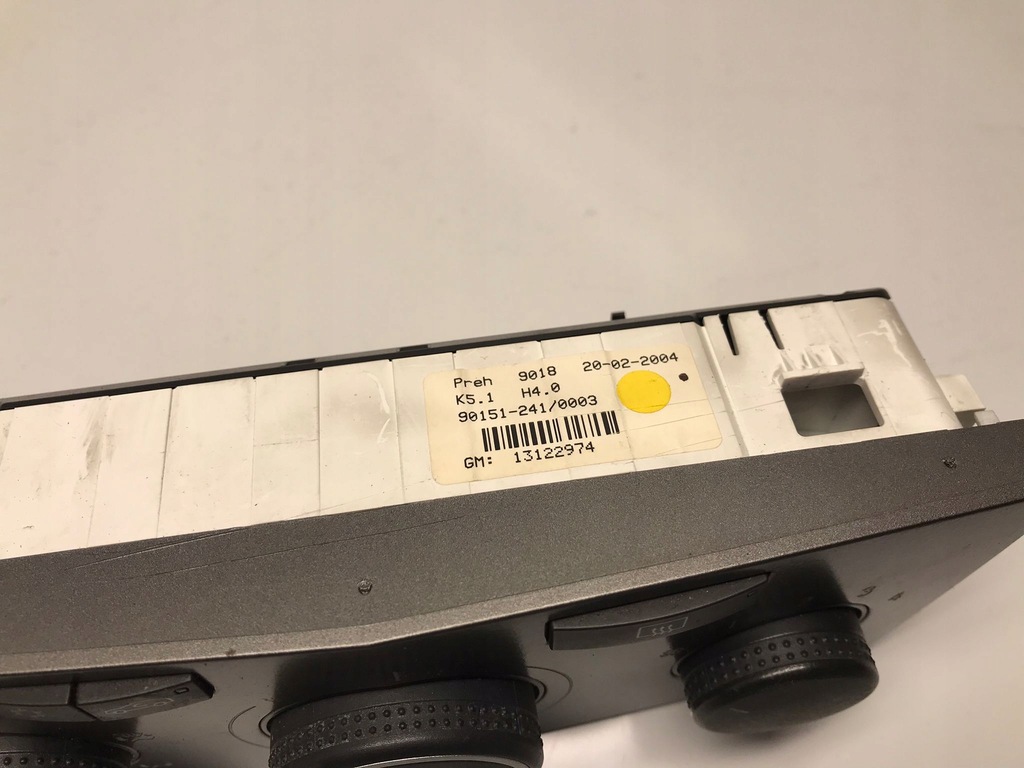 Preh 9018 20-02-2004
K5.1 H4.0
90151-241/0003
GM: 13122974